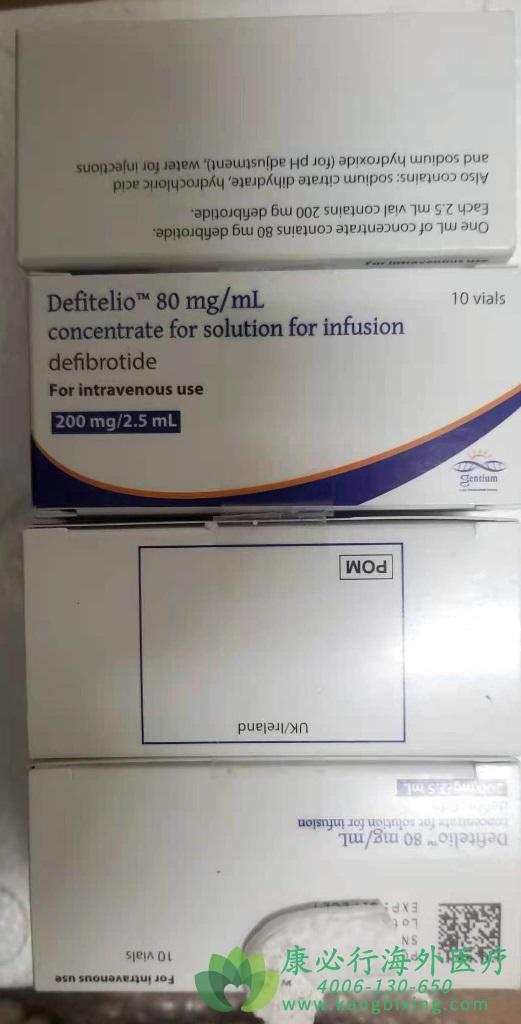 One mL of concentrate contains 80 mg defibrotide.
Each 2.5 mL vial contains 200 mg defibrotide.
Also contains: sodium citrate dihydrate, hydrochloric acid
and sodium hydroxide (for pH adjustment), water for injections
For intravenous use
Defitelio™ 80 mg/mL
10 vials
concentrate for solution for infusion
defibrotide
For intravenous use
200 mg/2.5 mL
gentium
POM
UK/Ireland
Defitelio™ 80 mg/mL
concentrate for solution for infusion
defibrotide
200 mg/2.5 mL
For intravenous use
10 vials
SN
Lot
EXP:
康必行海外医疗
4006-130-650
www.kangbixing.com